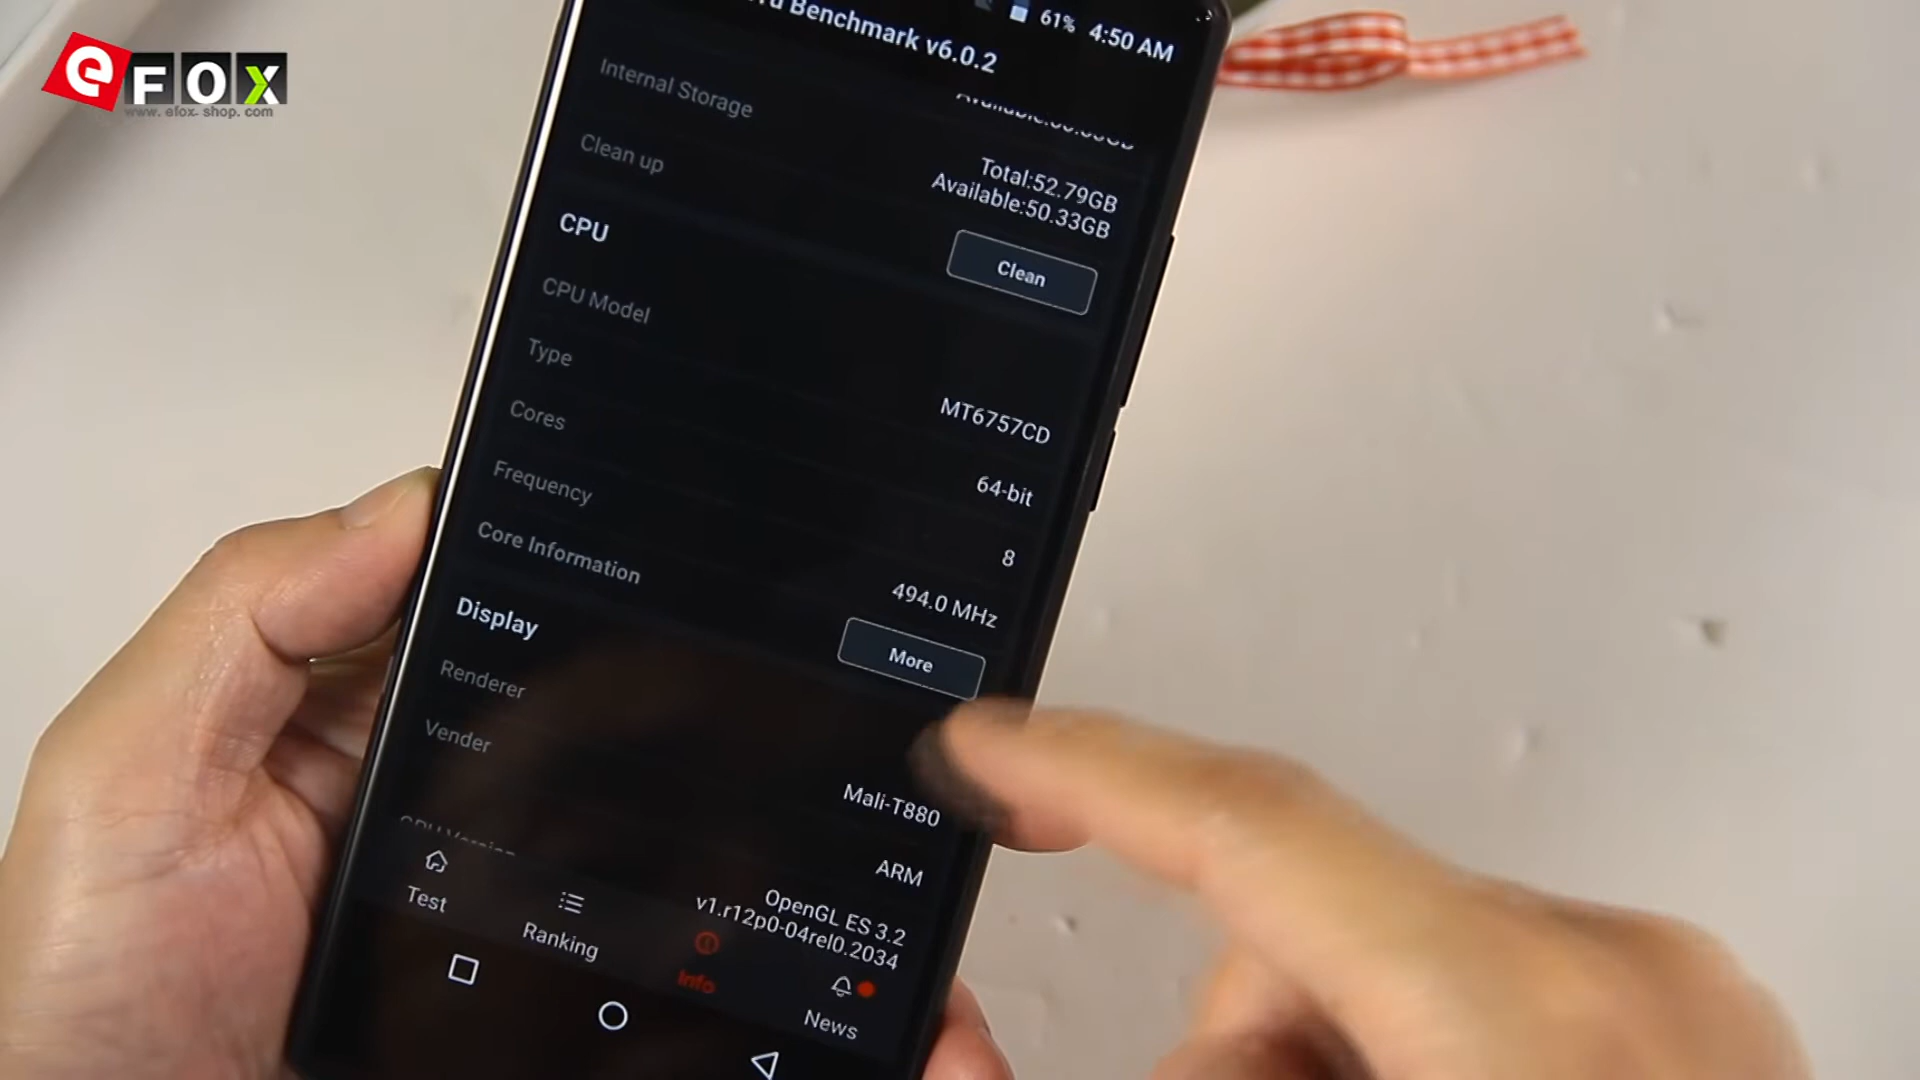 eFOX
www.efox-shop.com
61% 4:50 AM
Benchmark v6.0.2
Internal Storage
Total:52.79GB
Available:50.33GB
Clean up
Clean
CPU
CPU Model
MT6757CD
Type
64-bit
Cores
8
Frequency
494.0 MHz
Core Information
More
Display
Renderer
Mali-T880
Vender
ARM
OpenGL ES 3.2
v1.r12p0-04rel0.2034
Test
Ranking
Info
News